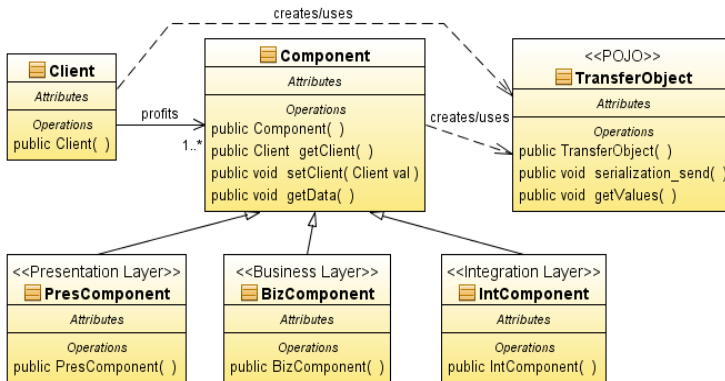 creates/uses
Client
Attributes
Operations
public Client( )
profits
1..*
Component
Attributes
Operations
public Component( )
public Client getClient( )
public void setClient( Client val )
public void getData( )
creates/uses
<<POJO>>
TransferObject
Attributes
Operations
public TransferObject( )
public void serialization_send( )
public void getValues( )
<<Presentation Layer>>
PresComponent
Attributes
Operations
public PresComponent( )
<<Business Layer>>
BizComponent
Attributes
Operations
public BizComponent( )
<<Integration Layer>>
IntComponent
Attributes
Operations
public IntComponent( )